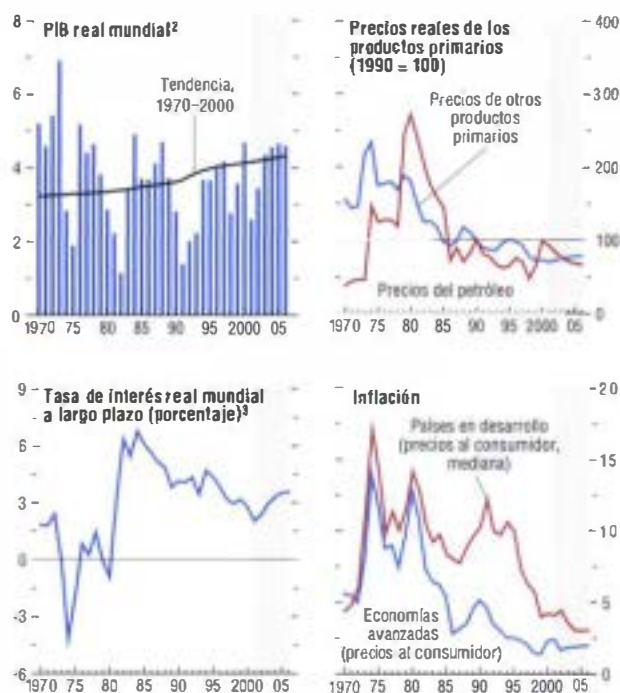 PIB real mundial²
8
6
4
2
0
Tendencia,
1970–2000
1970 75 80 85 90 95 2000 05
Precios reales de los
productos primarios
(1990 = 100)
400
300
200
100
0
Precios de otros
productos
primarios
Precios del petróleo
1970 75 80 85 90 95 2000 05
Tasa de interés real mundial
a largo plazo (porcentaje)³
9
6
3
0
-3
-6
1970 75 80 85 90 95 2000 05
Inflación
20
15
10
5
0
Países en desarrollo
(precios al consumidor,
mediana)
Economías
avanzadas
(precios al consumidor)
1970 75 80 85 90 95 2000 05